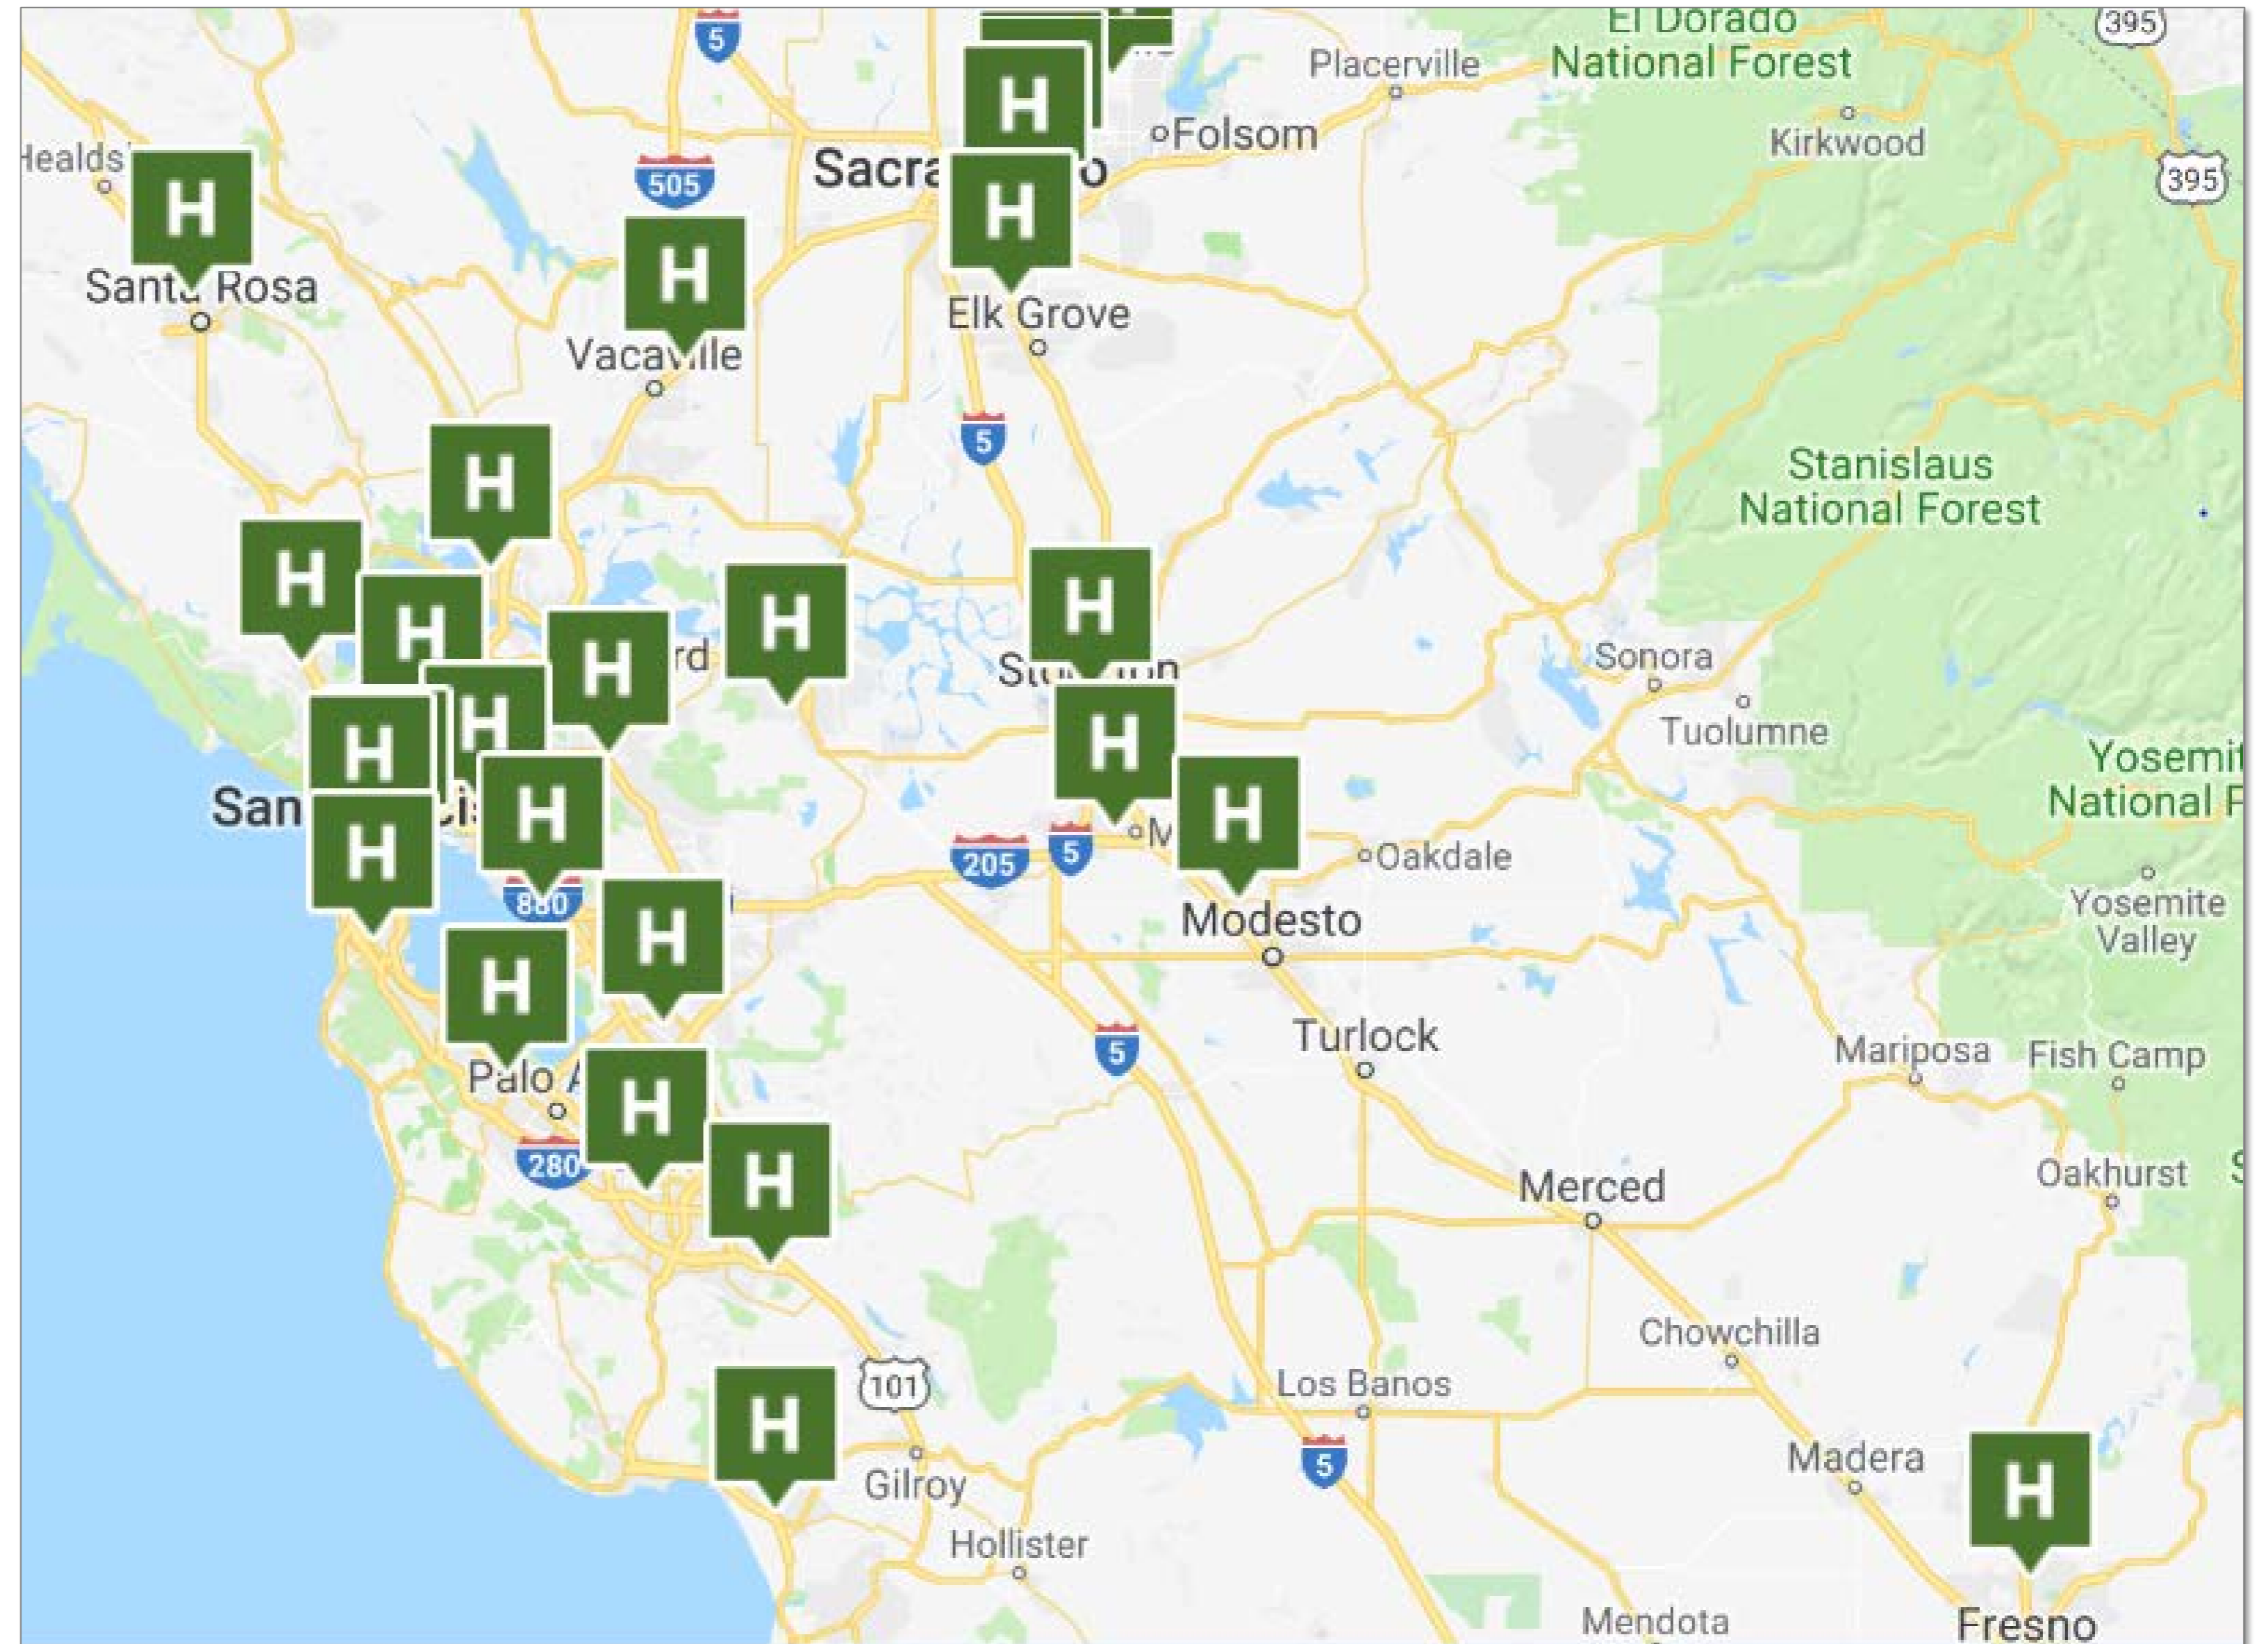 El Dorado
National Forest
395
5
Placerville
Folsom
Kirkwood
H
505
395
H
H
H
Santa Rosa
H
Elk Grove
Vacaville
5
Stanislaus
National Forest
H
H
H
H
H
H
Sonora
Stockton
H
Tuolumne
H
H
H
Yosemit
National F
San
H
H
H
Oakdale
205
5
880
Yosemite
Valley
Modesto
H
H
Turlock
5
Mariposa
Fish Camp
Palo A
H
280
H
Merced
Oakhurst
Chowchilla
101
Los Banos
H
Gilroy
5
Madera
H
Hollister
Mendota
Fresno